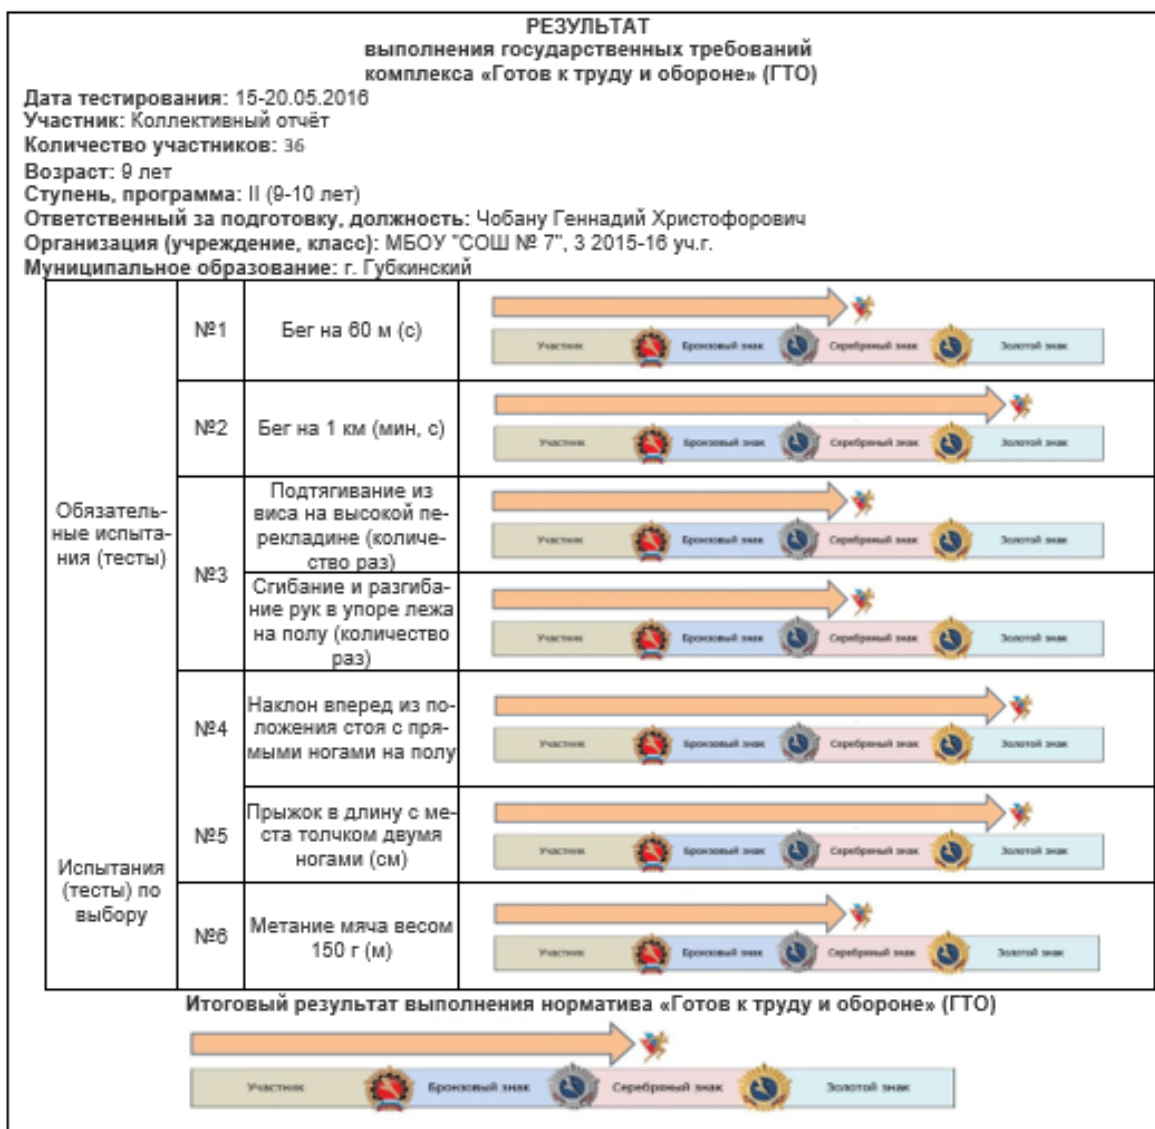 РЕЗУЛЬТАТ
выполнения государственных требований
комплекса «Готов к труду и обороне» (ГТО)
Дата тестирования: 15-20.05.2016
Участник: Коллективный отчёт
Количество участников: 36
Возраст: 9 лет
Ступень, программа: II (9-10 лет)
Ответственный за подготовку, должность: Чобану Геннадий Христофорович
Организация (учреждение, класс): МБОУ "СОШ № 7", 3 2015-16 уч.г.
Муниципальное образование: г. Губкинский
Обязатель-
ные испыта-
ния (тесты)
№1
Бег на 60 м (с)
Участник Бронзовый знак Серебряный знак Золотой знак
№2
Бег на 1 км (мин, с)
Участник Бронзовый знак Серебряный знак Золотой знак
№3
Подтягивание из
виса на высокой пе-
рекладине (количе-
ство раз)
Участник Бронзовый знак Серебряный знак Золотой знак
Сгибание и разгиба-
ние рук в упоре лежа
на полу (количество
раз)
Участник Бронзовый знак Серебряный знак Золотой знак
№4
Наклон вперед из по-
ложения стоя с пря-
мыми ногами на полу
Участник Бронзовый знак Серебряный знак Золотой знак
Испытания
(тесты) по
выбору
№5
Прыжок в длину с ме-
ста толчком двумя
ногами (см)
Участник Бронзовый знак Серебряный знак Золотой знак
№6
Метание мяча весом
150 г (м)
Участник Бронзовый знак Серебряный знак Золотой знак
Итоговый результат выполнения норматива «Готов к труду и обороне» (ГТО)
Участник Бронзовый знак Серебряный знак Золотой знак